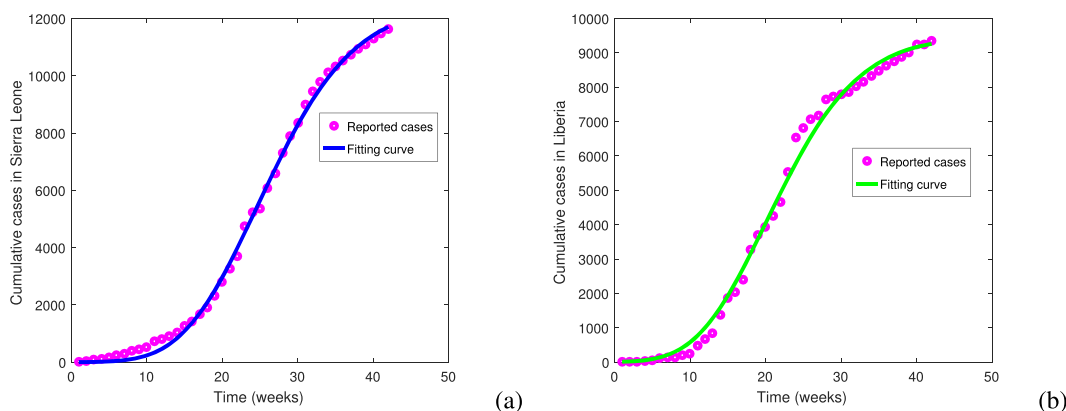 12000
10000
8000
6000
4000
2000
0
Cumulative cases in Sierra Leone
Reported cases
Fitting curve
0 10 20 30 40 50
Time (weeks)
(a)
10000
9000
8000
7000
6000
5000
4000
3000
2000
1000
0
Cumulative cases in Liberia
Reported cases
Fitting curve
0 10 20 30 40 50
Time (weeks)
(b)